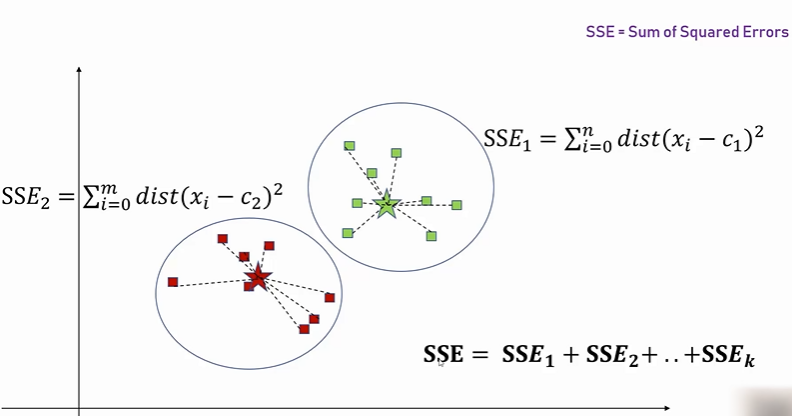 SSE = Sum of Squared Errors
SSE₁ = ∑ⁿᵢ₌₀ dist(xᵢ − c₁)²
SSE₂ = ∑ᵐᵢ₌₀ dist(xᵢ − c₂)²
SSE = SSE₁ + SSE₂+ ..+SSEₖ